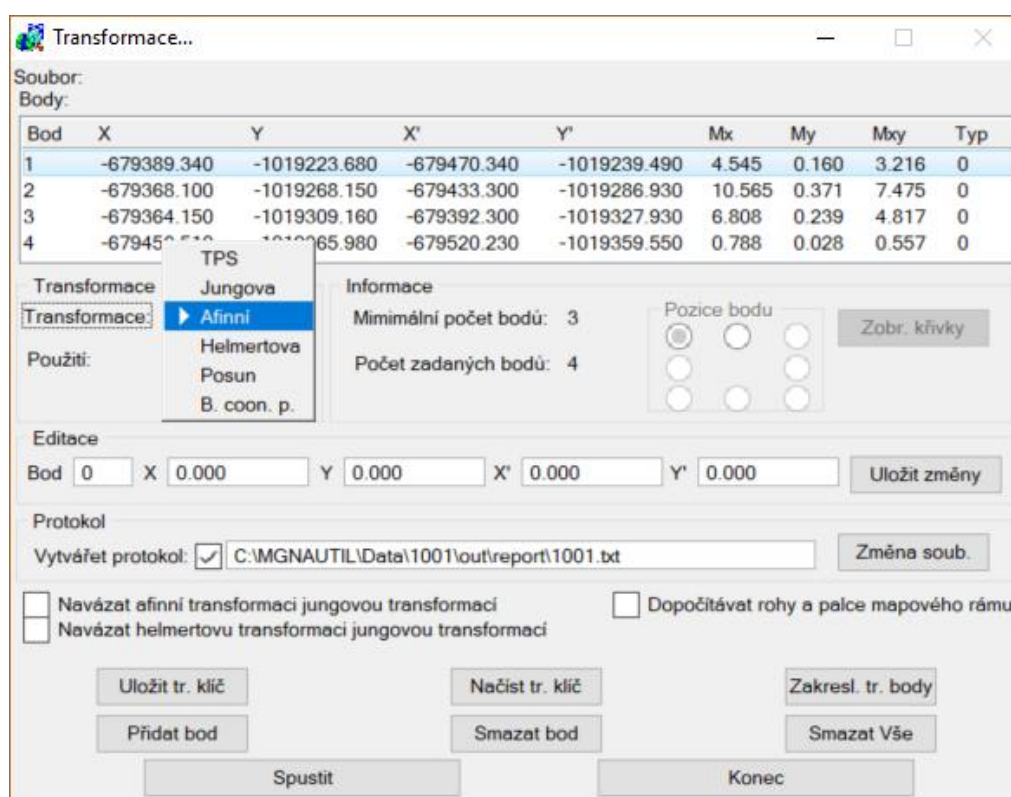 Transformace...
Soubor:
Body:
Bod X Y X' Y' Mx My Mxy Typ
1 -679389.340 -1019223.680 -679470.340 -1019239.490 4.545 0.160 3.216 0
2 -679368.100 -1019268.150 -679433.300 -1019286.930 10.565 0.371 7.475 0
3 -679364.150 -1019309.160 -679392.300 -1019327.930 6.808 0.239 4.817 0
4 65.980 -679520.230 -1019359.550 0.788 0.028 0.557 0
TPS
Transformace Jungova Informace
Transformace: Afinní Mimimální počet bodú: 3 Pozice bodu Zobr. křivky
Helmertova
Použití: Posun Počet zadaných bodú: 4
B. coon. p.
Editace
Bod 0 X 0.000 Y 0.000 X' 0.000 Y' 0.000 Uložit změny
Protokol
Vytvářet protokol: C:\MGNAUTIL\Data\1001\out\report\1001.txt Změna soub.
Navázat afinní transformaci jungovou transformací Dopočítávat rohy a palce mapového rámu
Navázat helmertovu transformaci jungovou transformací
Uložit tr. klíč Načíst tr. klíč Zakresl. tr. body
Přidat bod Smazat bod Smazat Vše
Spustit Konec